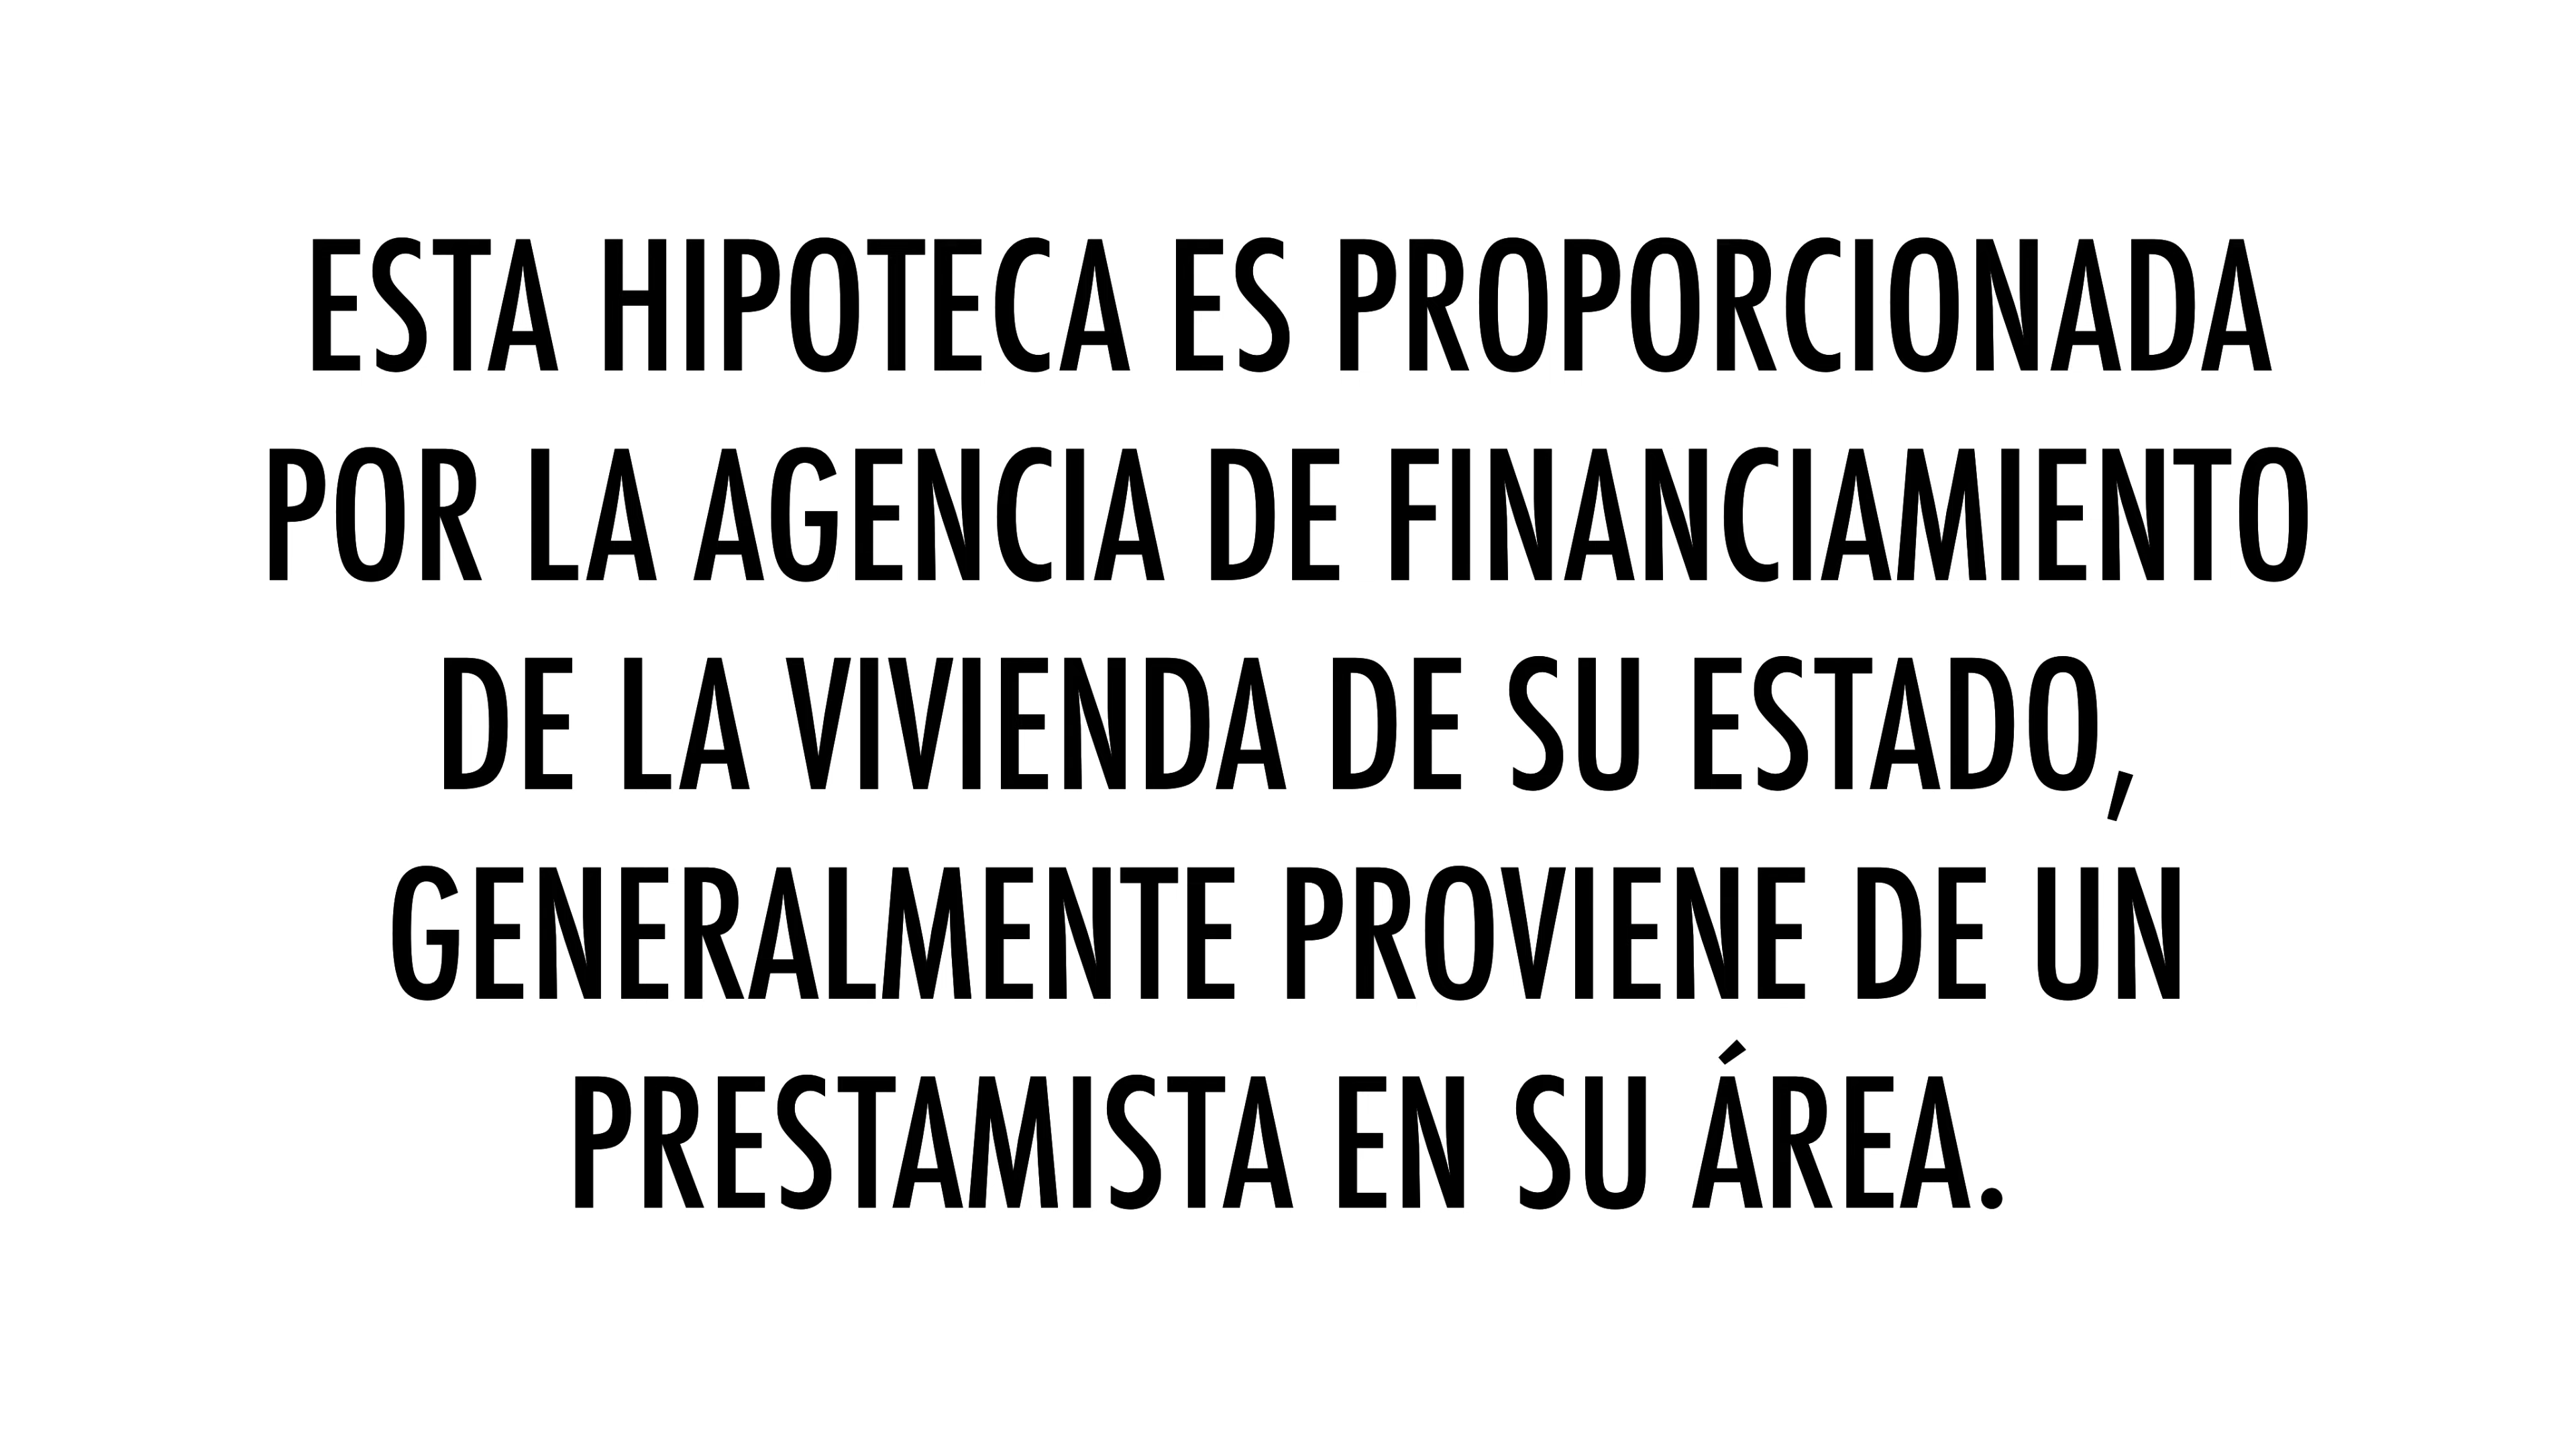 ESTA HIPOTECA ES PROPORCIONADA
POR LA AGENCIA DE FINANCIAMIENTO
DE LA VIVIENDA DE SU ESTADO,
GENERALMENTE PROVIENE DE UN
PRESTAMISTA EN SU ÁREA.